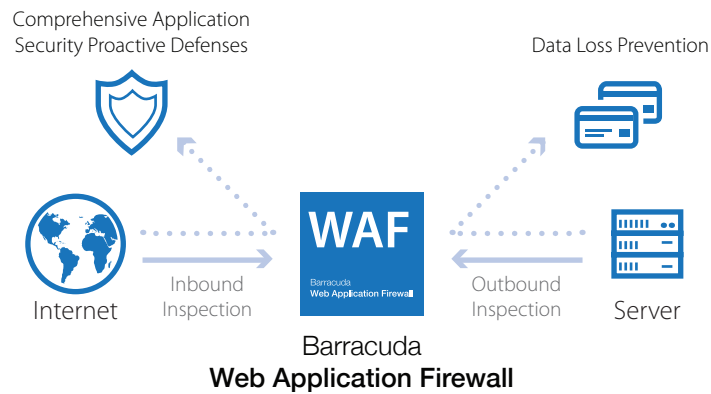 Comprehensive Application
Security Proactive Defenses
Data Loss Prevention
WAF
Barracuda
Web Application Firewall
Internet
Inbound
Inspection
Outbound
Inspection
Server
Barracuda
Web Application Firewall